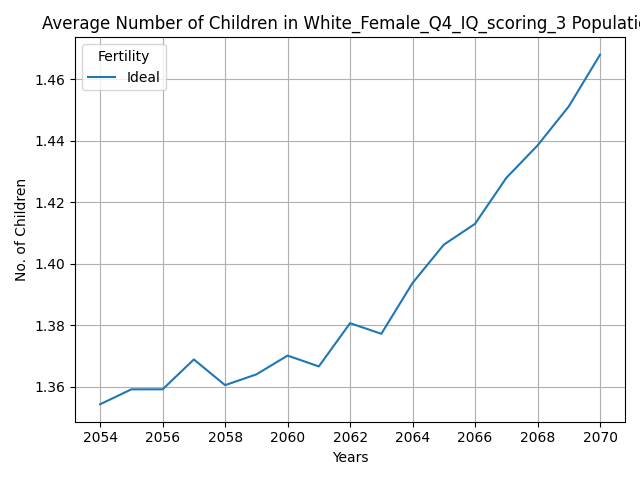 Average Number of Children in White_Female_Q4_IQ_scoring_3 Populatio
Fertility
Ideal
No. of Children
1.46
1.44
1.42
1.40
1.38
1.36
2054 2056 2058 2060 2062 2064 2066 2068 2070
Years